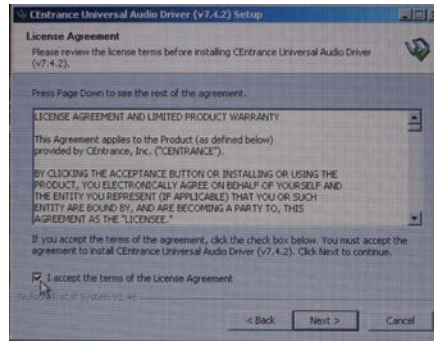 CEntrance Universal Audio Driver (v7.4.2) Setup
License Agreement
Please review the license terms before installing CEntrance Universal Audio Driver
(v7.4.2).
Press Page Down to see the rest of the agreement.
LICENSE AGREEMENT AND LIMITED PRODUCT WARRANTY
This Agreement applies to the Product (as defined below)
provided by CEntrance, Inc. ("CENTRANCE").
BY CLICKING THE ACCEPTANCE BUTTON OR INSTALLING OR USING THE
PRODUCT, YOU ELECTRONICALLY AGREE ON BEHALF OF YOURSELF AND
THE ENTITY YOU REPRESENT (IF APPLICABLE) THAT YOU OR SUCH
ENTITY ARE BOUND BY, AND ARE BECOMING A PARTY TO, THIS
AGREEMENT AS THE "LICENSEE."
If you accept the terms of the agreement, click the check box below. You must accept the
agreement to install CEntrance Universal Audio Driver (v7.4.2). Click Next to continue.
I accept the terms of the License Agreement
Nullsoft Install System v2.46
< Back
Next >
Cancel